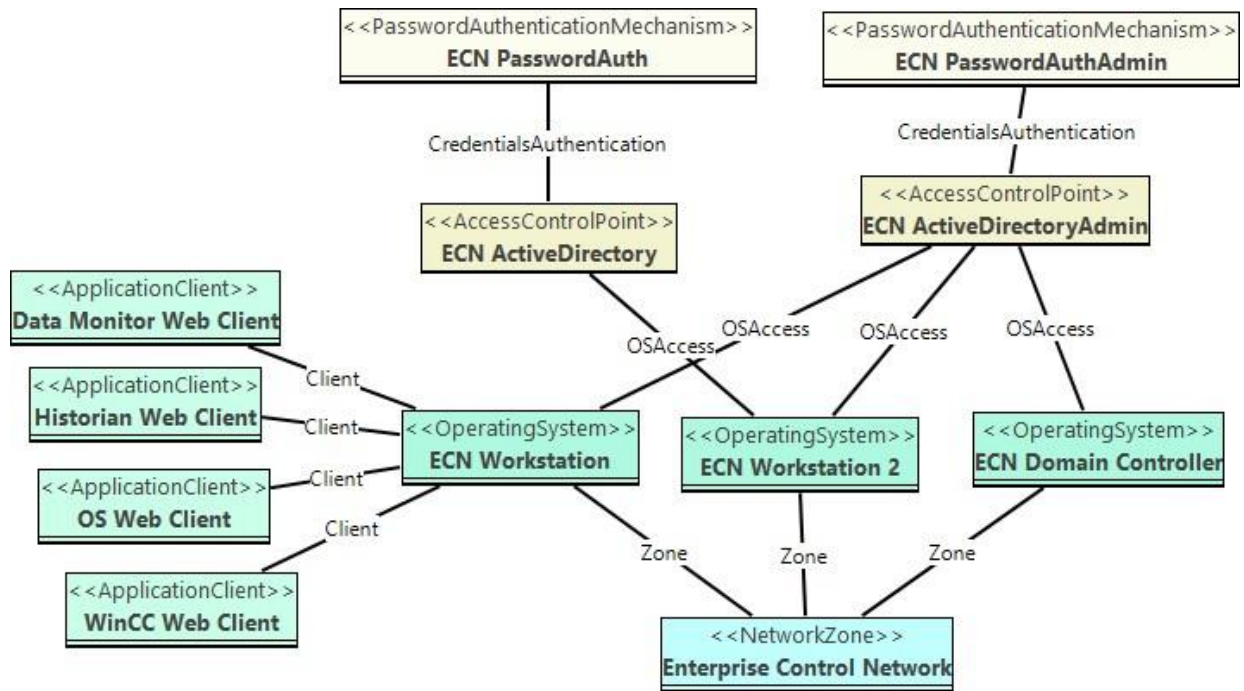 <<PasswordAuthenticationMechanism>>
ECN PasswordAuth
<<PasswordAuthenticationMechanism>>
ECN PasswordAuthAdmin
CredentialsAuthentication
CredentialsAuthentication
<<AccessControlPoint>>
ECN ActiveDirectory
<<AccessControlPoint>>
ECN ActiveDirectoryAdmin
<<ApplicationClient>>
Data Monitor Web Client
OSAccess
OSAccess
OSAccess
OSAccess
<<ApplicationClient>>
Historian Web Client
Client
Client
Client
Client
<<OperatingSystem>>
ECN Workstation
<<OperatingSystem>>
ECN Workstation 2
<<OperatingSystem>>
ECN Domain Controller
<<ApplicationClient>>
OS Web Client
<<ApplicationClient>>
WinCC Web Client
Zone
Zone
Zone
<<NetworkZone>>
Enterprise Control Network